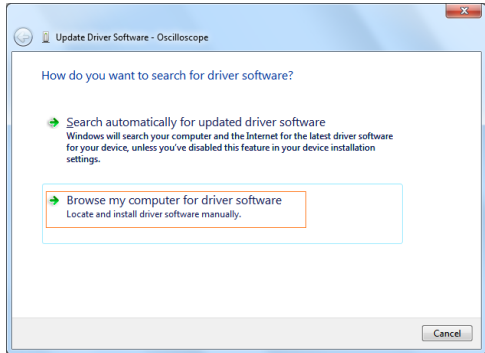 Update Driver Software - Oscilloscope
How do you want to search for driver software?
Search automatically for updated driver software
Windows will search your computer and the Internet for the latest driver software
for your device, unless you've disabled this feature in your device installation
settings.
Browse my computer for driver software
Locate and install driver software manually.
Cancel